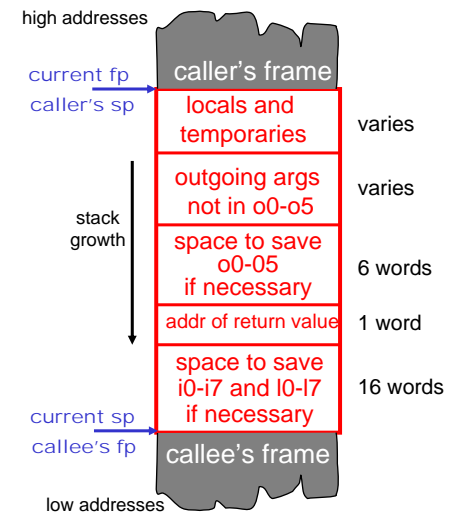 high addresses
caller's frame
current fp
caller's sp
locals and
temporaries
varies
outgoing args
not in o0-o5
varies
stack
growth
space to save
o0-05
if necessary
6 words
addr of return value
1 word
space to save
i0-i7 and l0-l7
if necessary
16 words
current sp
callee's fp
callee's frame
low addresses